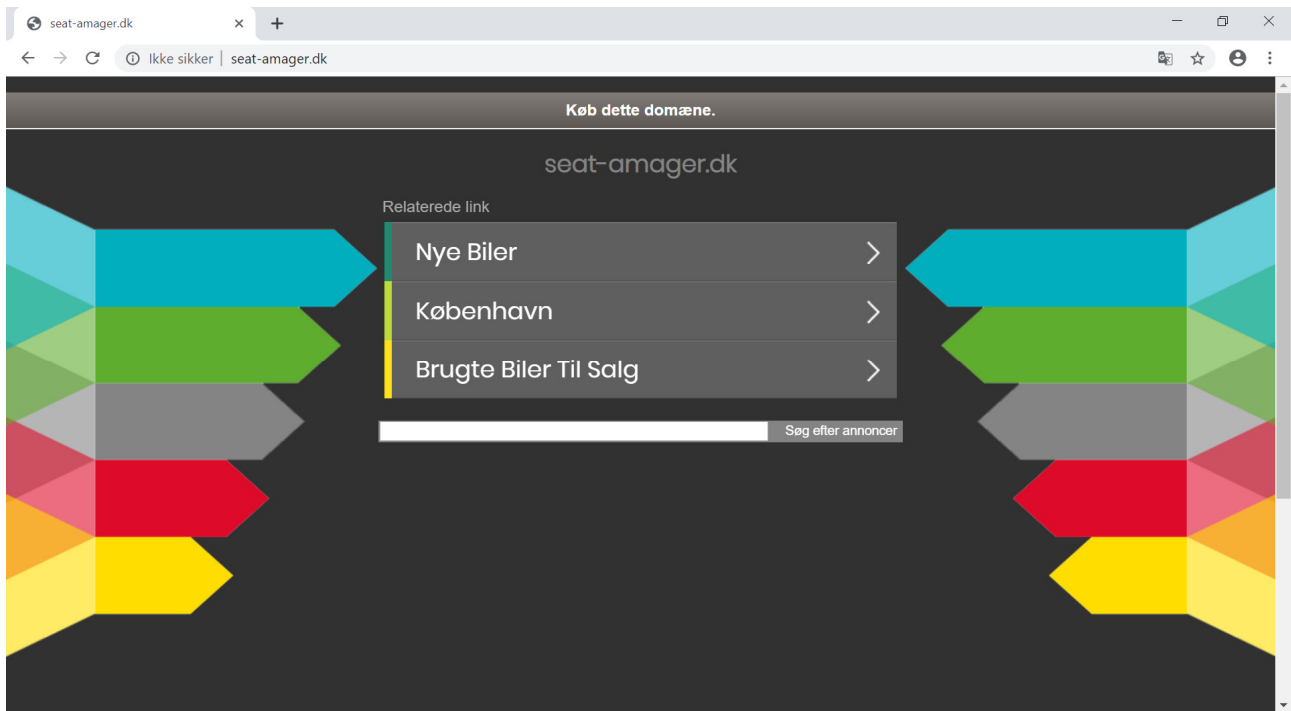 seat-amager.dk
Ikke sikker | seat-amager.dk
Køb dette domæne.
seat-amager.dk
Relaterede link
Nye Biler
København
Brugte Biler Til Salg
Søg efter annoncer